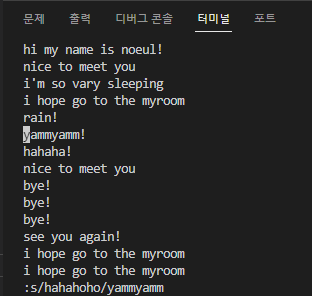 문제 출력 디버그 콘솔 터미널 포트
hi my name is noeul!
nice to meet you
i'm so vary sleeping
i hope go to the myroom
rain!
yammyamm!
hahaha!
nice to meet you
bye!
bye!
bye!
see you again!
i hope go to the myroom
i hope go to the myroom
:s/hahahoho/yammyamm